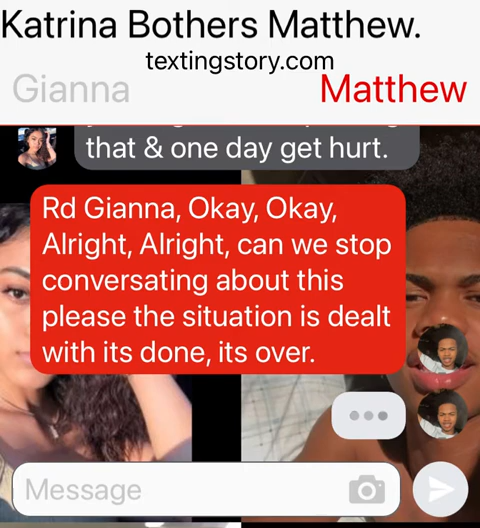 Katrina Bothers Matthew.
textingstory.com
Gianna
Matthew
that & one day get hurt.
Rd Gianna, Okay, Okay,
Alright, Alright, can we stop
conversating about this
please the situation is dealt
with its done, its over.
Message